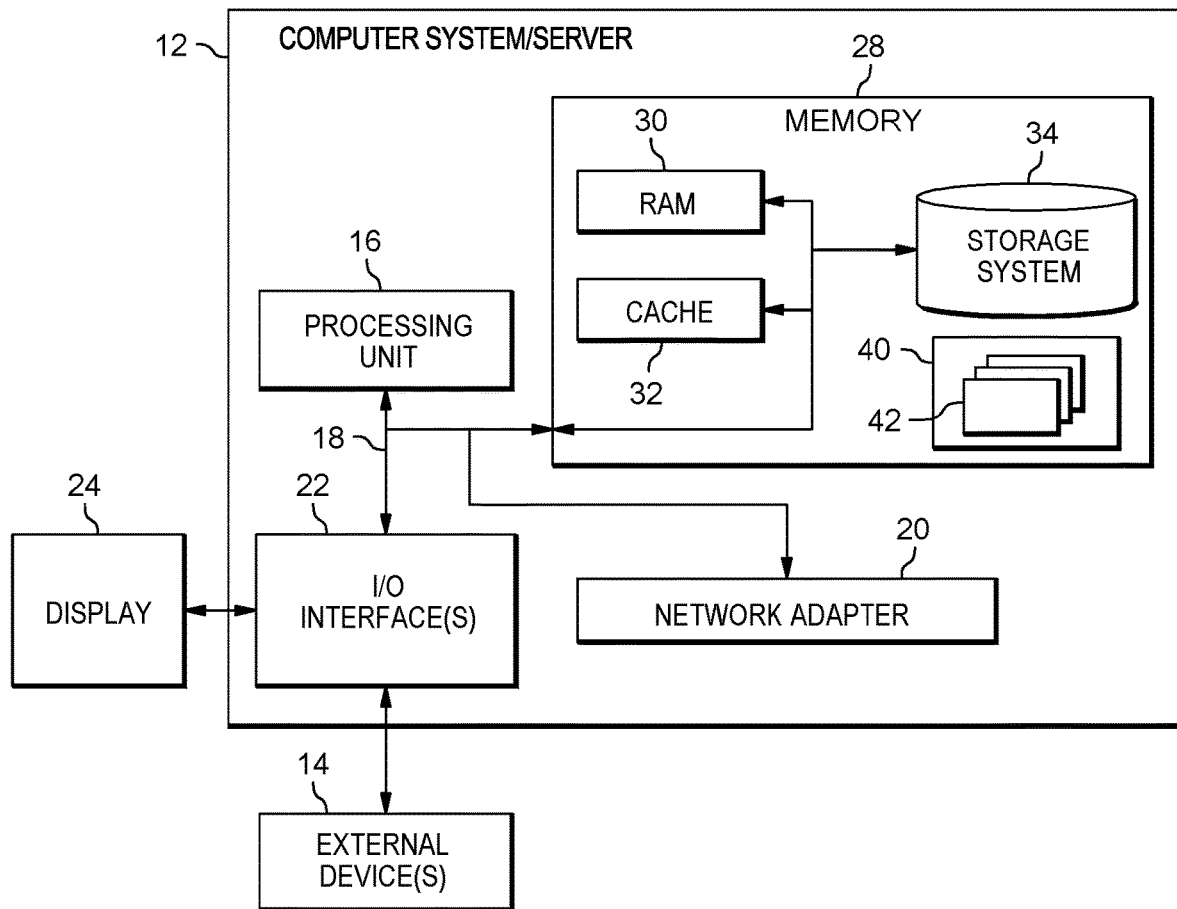 12
COMPUTER SYSTEM/SERVER
28
MEMORY
30
RAM
34
STORAGE
SYSTEM
16
PROCESSING
UNIT
CACHE
32
40
42
18
24
22
DISPLAY
I/O
INTERFACE(S)
20
NETWORK ADAPTER
14
EXTERNAL
DEVICE(S)